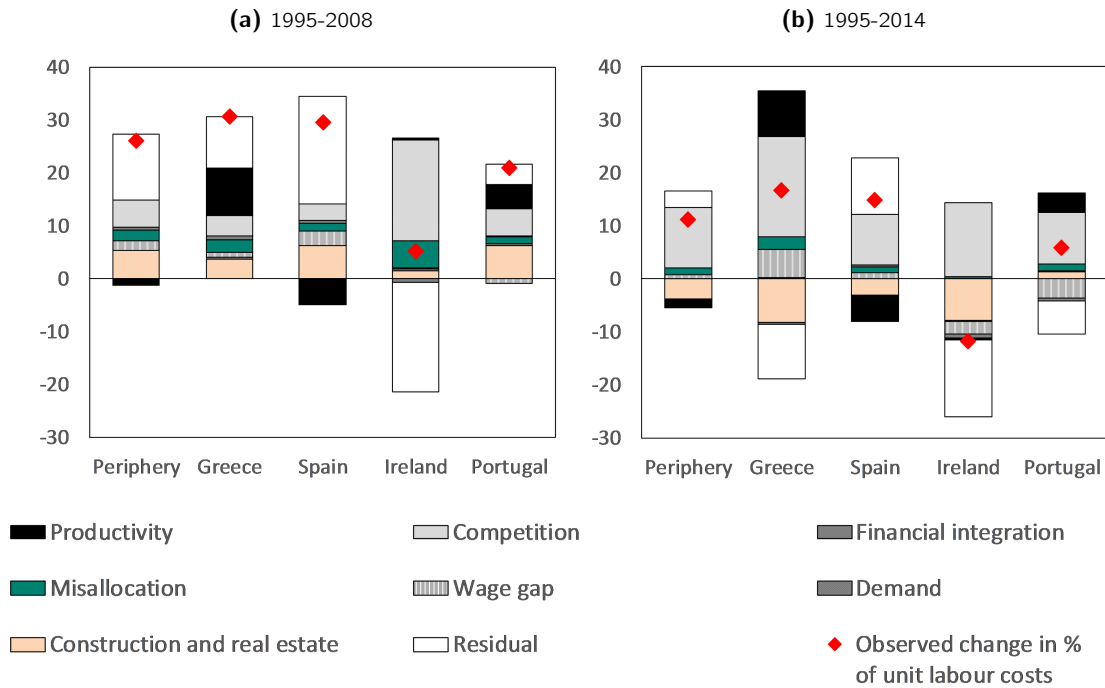 (a) 1995-2008
40
30
20
10
0
-10
-20
-30
Periphery Greece Spain Ireland Portugal
(b) 1995-2014
40
30
20
10
0
-10
-20
-30
Periphery Greece Spain Ireland Portugal
Productivity
Competition
Financial integration
Misallocation
Wage gap
Demand
Construction and real estate
Residual
Observed change in %
of unit labour costs